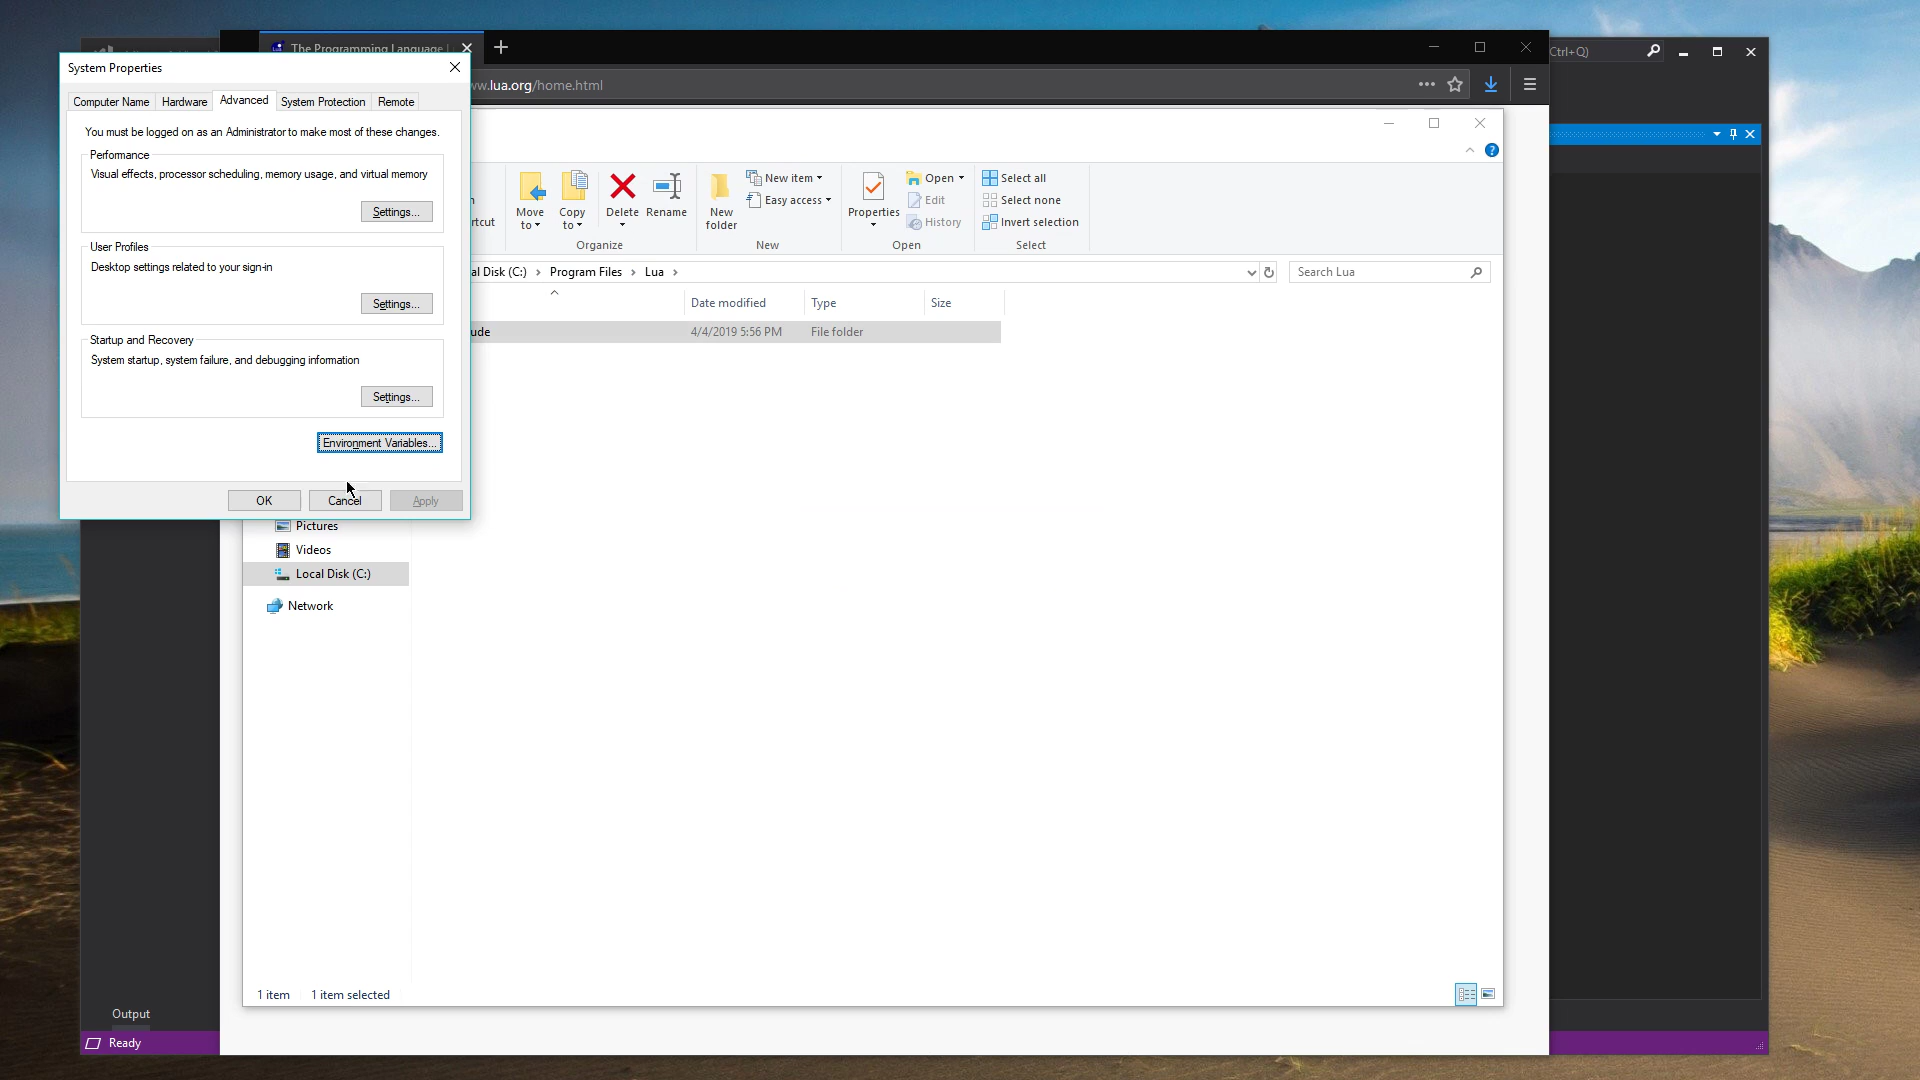 The Programming Language
ww.lua.org/home.html
Ctrl+Q)
System Properties
Computer Name
Hardware
Advanced
System Protection
Remote
You must be logged on as an Administrator to make most of these changes.
Performance
Visual effects, processor scheduling, memory usage, and virtual memory
Settings...
User Profiles
Desktop settings related to your sign-in
Settings...
Startup and Recovery
System startup, system failure, and debugging information
Settings...
Environment Variables...
OK
Cancel
Apply
rtcut
Move to
Copy to
Delete
Rename
Organize
New folder
New item
Easy access
New
Properties
Open
Edit
History
Open
Select all
Select none
Invert selection
Select
al Disk (C:)
Program Files
Lua
Search Lua
Date modified
Type
Size
ude
4/4/2019 5:56 PM
File folder
Pictures
Videos
Local Disk (C:)
Network
1 item
1 item selected
Output
Ready